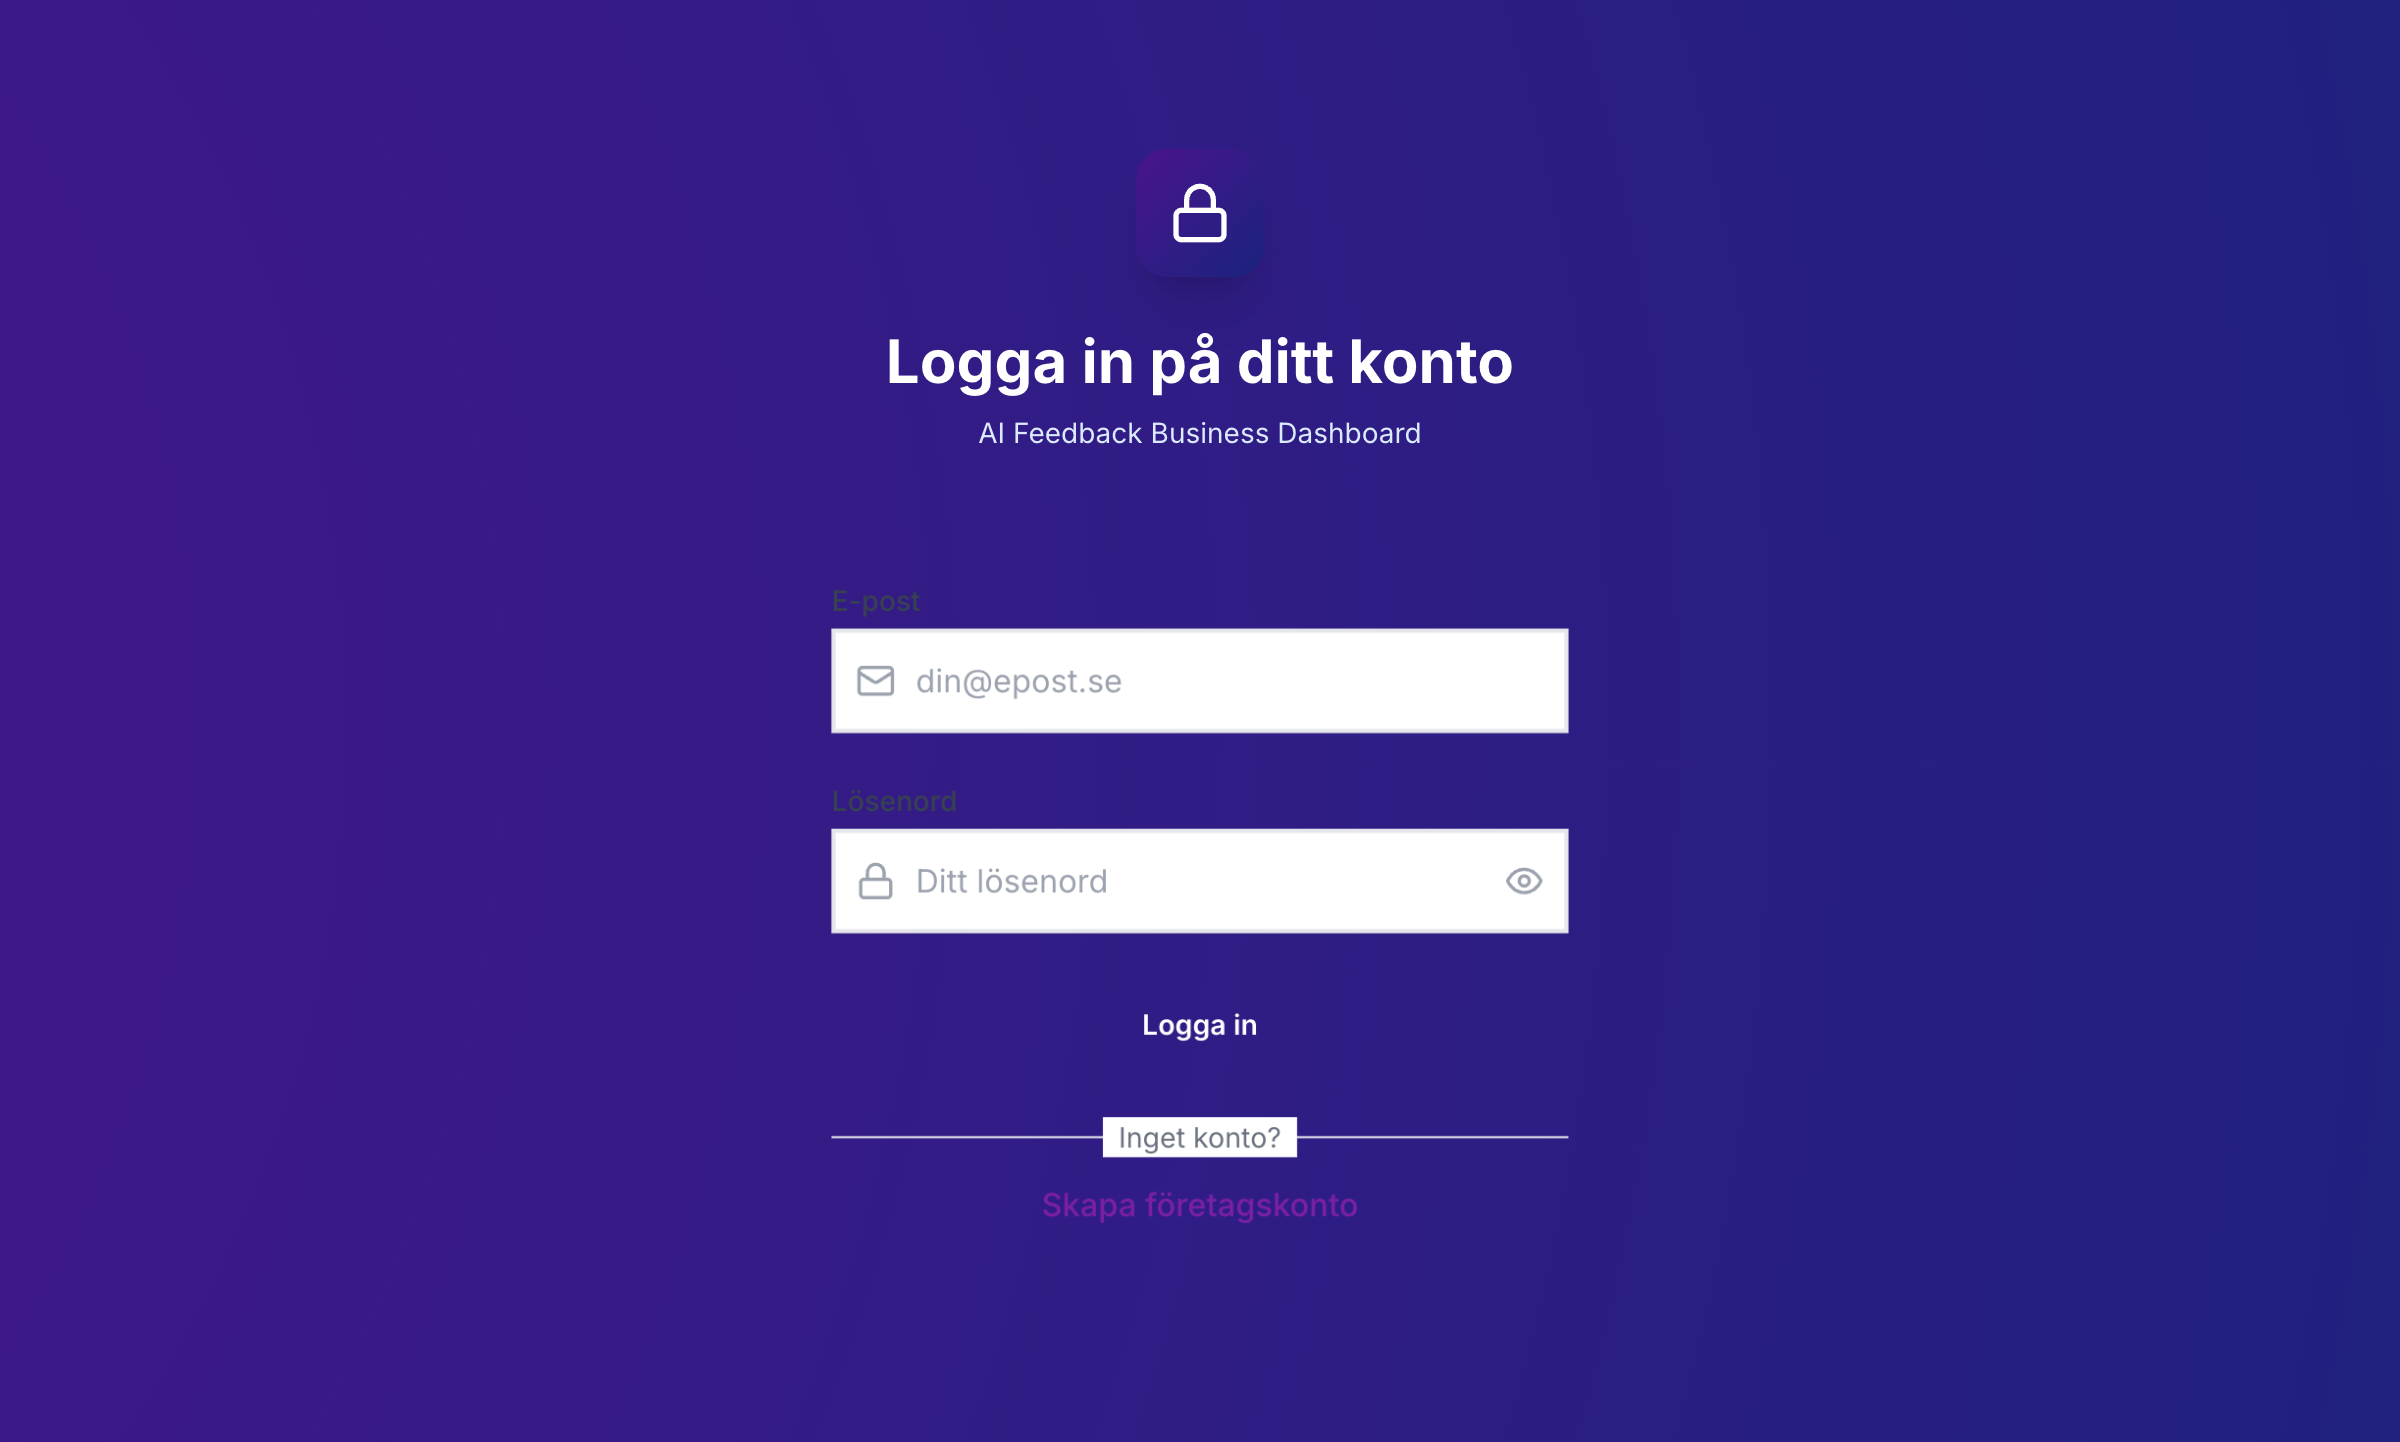 Logga in på ditt konto
AI Feedback Business Dashboard
E-post
din@epost.se
Lösenord
Ditt lösenord
Logga in
Inget konto?
Skapa företagskonto